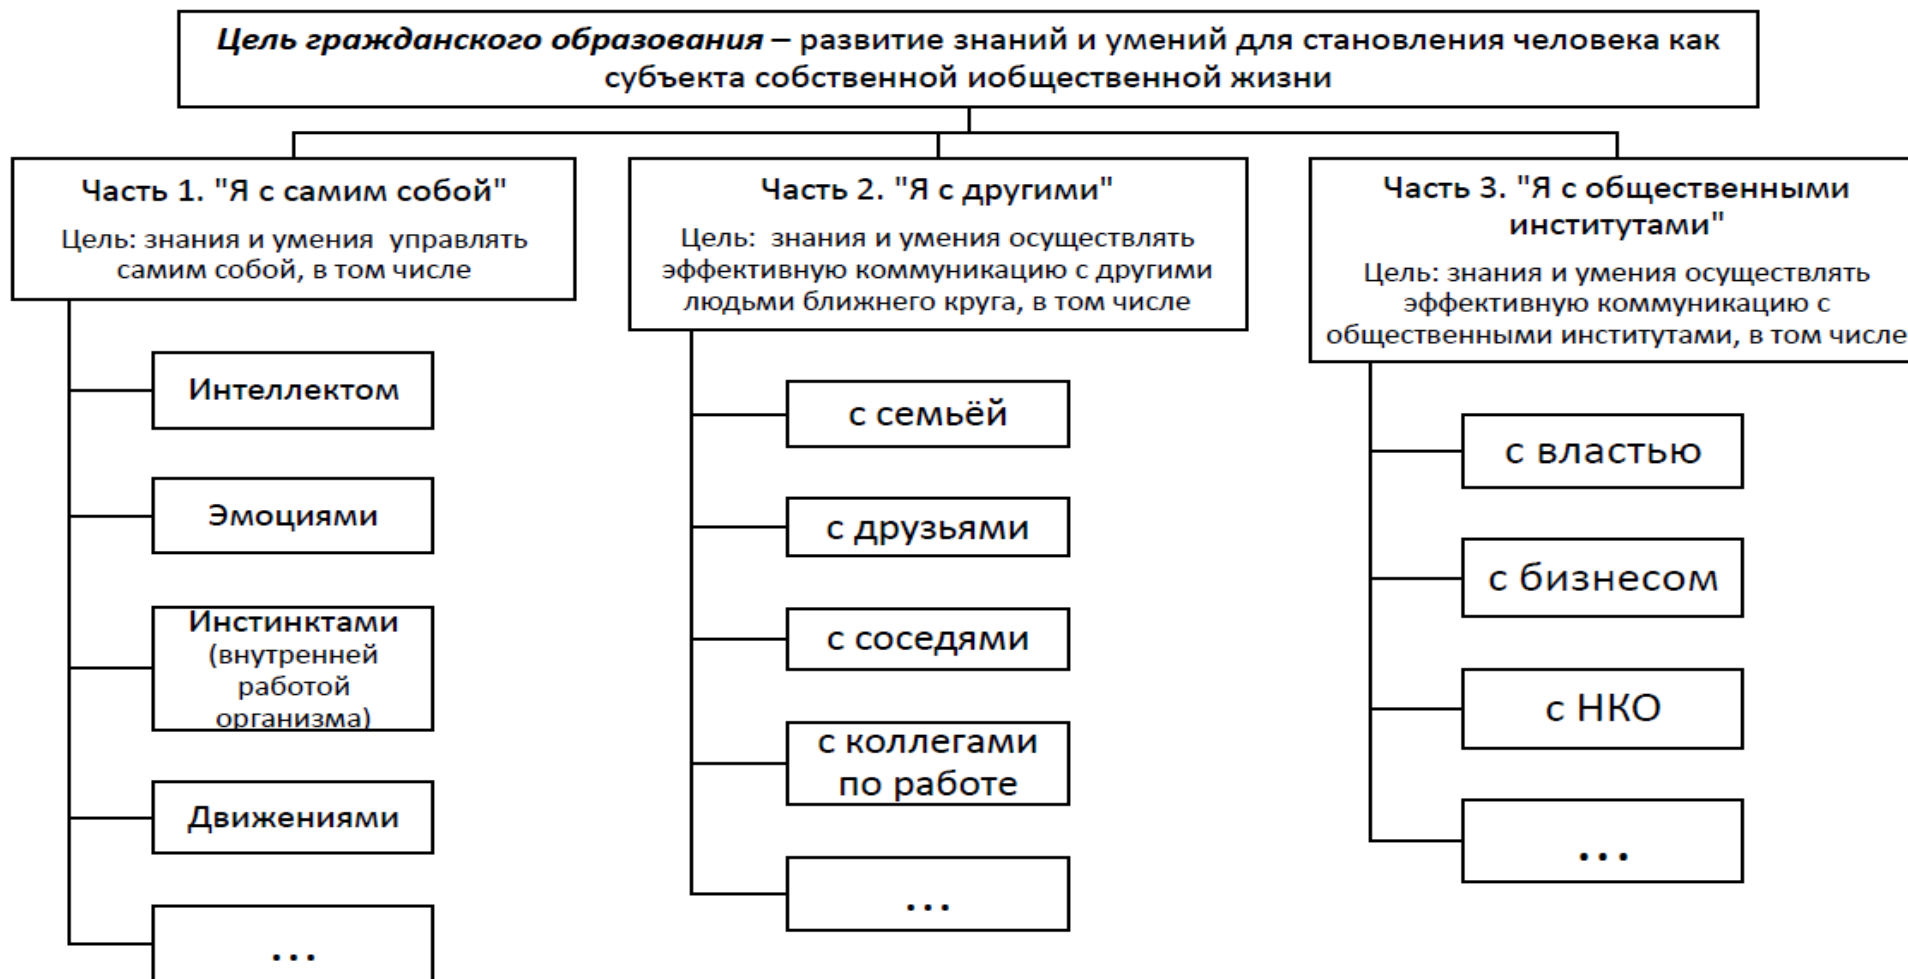 Цель гражданского образования – развитие знаний и умений для становления человека как
субъекта собственной иобщественной жизни
Часть 1. "Я с самим собой"
Цель: знания и умения управлять
самим собой, в том числе
Интеллектом
Эмоциями
Инстинктами
(внутренней
работой
организма)
Движениями
...
Часть 2. "Я с другими"
Цель: знания и умения осуществлять
эффективную коммуникацию с другими
людьми ближнего круга, в том числе
с семьёй
с друзьями
с соседями
с коллегами
по работе
...
Часть 3. "Я с общественными
институтами"
Цель: знания и умения осуществлять
эффективную коммуникацию с
общественными институтами, в том числе
с властью
с бизнесом
с НКО
...